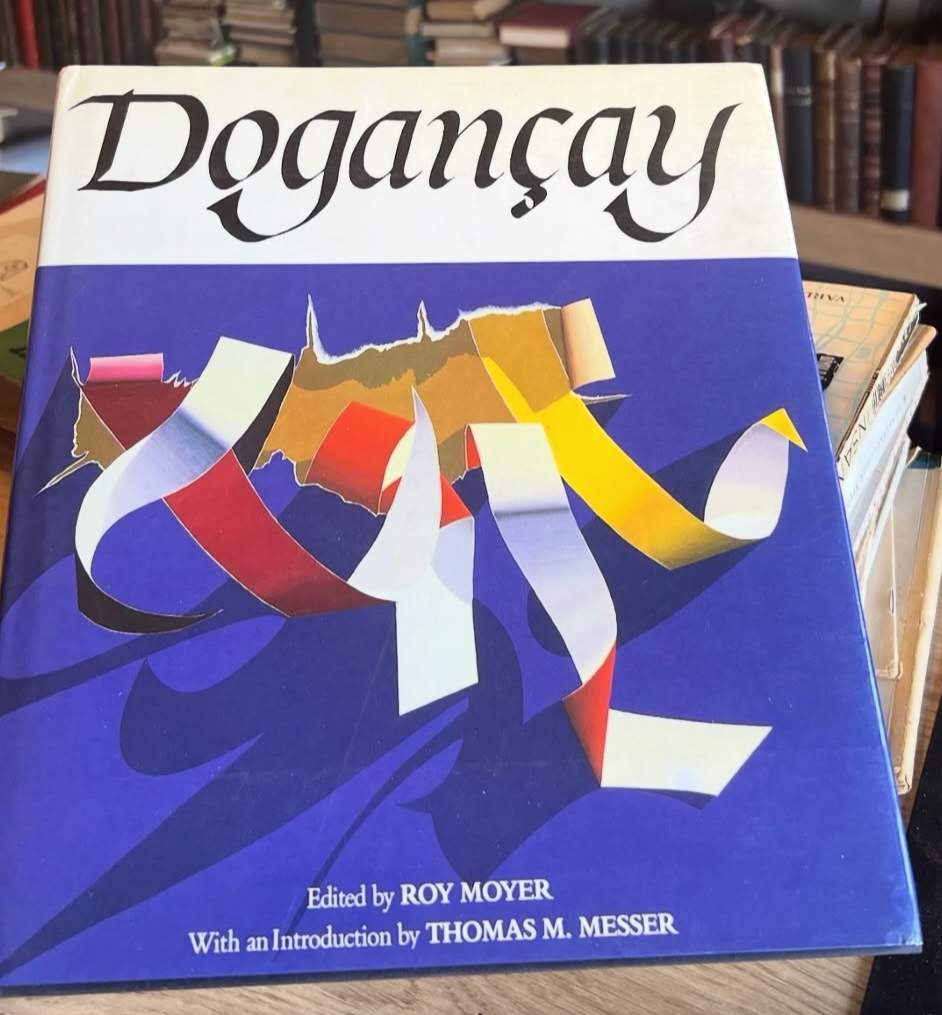 Dogançay
Edited by ROY MOYER
With an Introduction by THOMAS M. MESSER